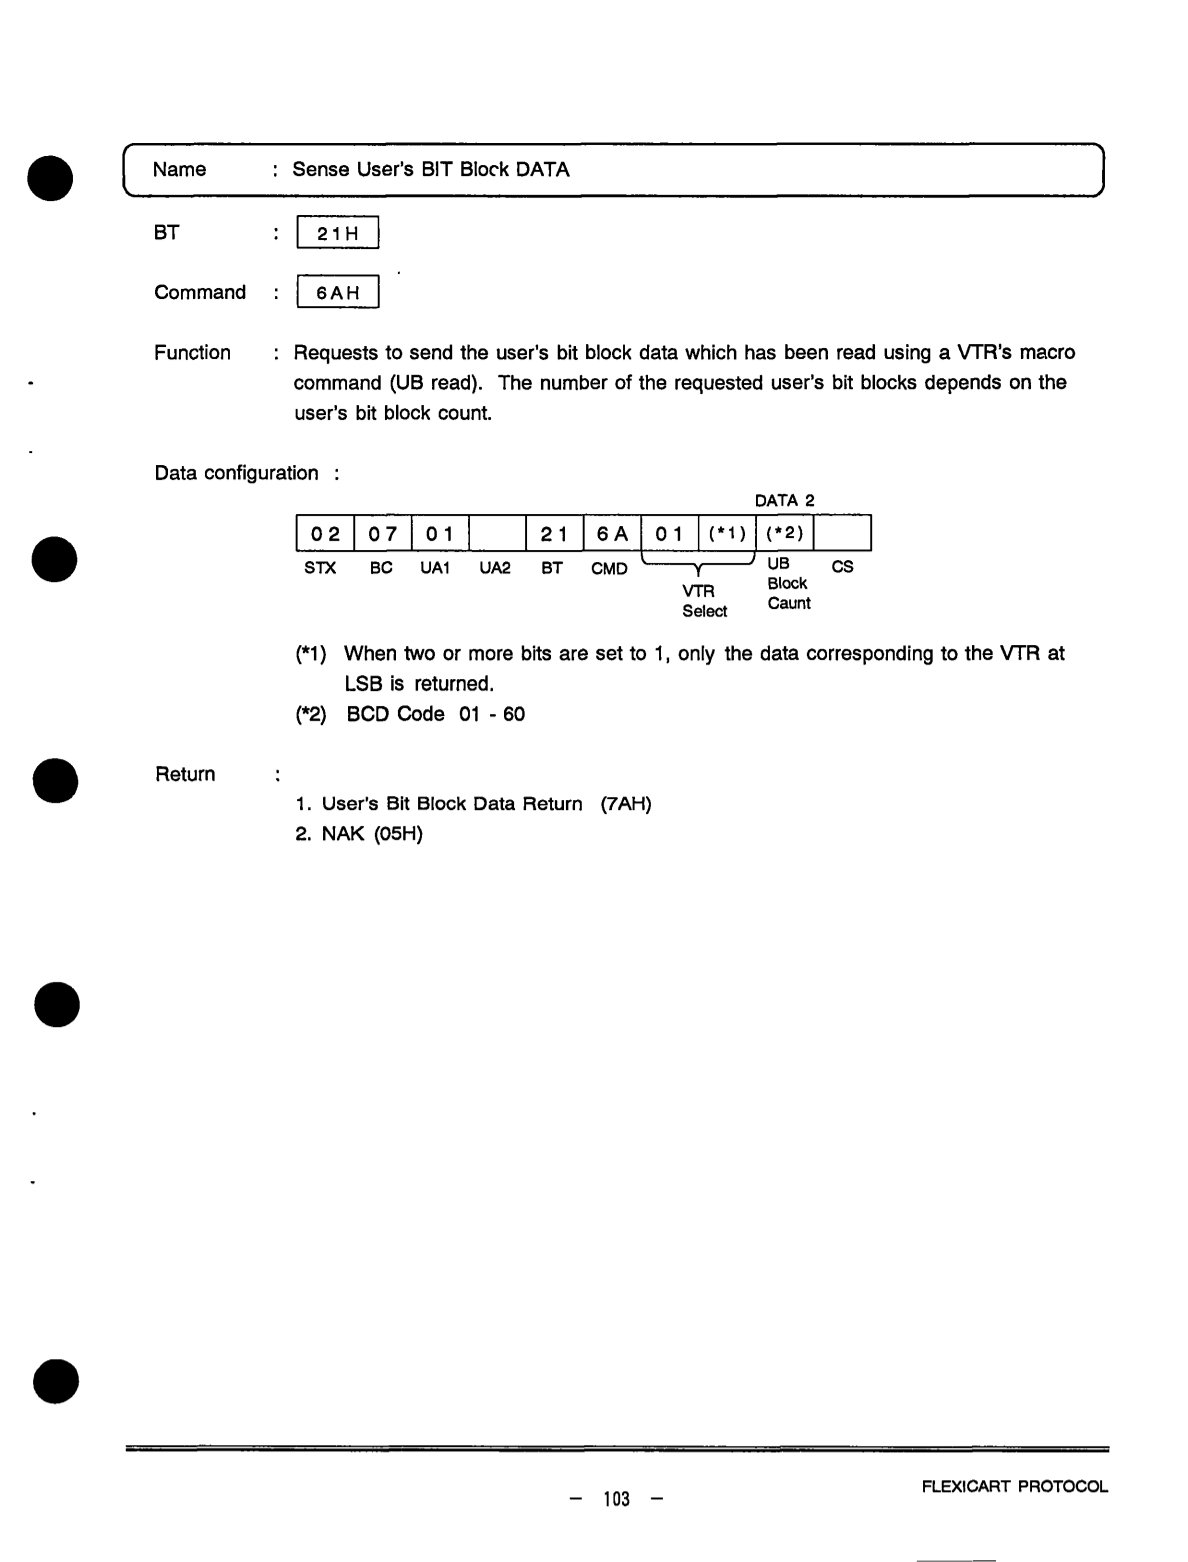 Name : Sense User's BIT Block DATA
BT : 21H
Command : 6AH
Function : Requests to send the user's bit block data which has been read using a VTR's macro
command (UB read). The number of the requested user's bit blocks depends on the
user's bit block count.
Data configuration :
DATA 2
02 07 01 21 6A 01 (*1) (*2)
STX BC UA1 UA2 BT CMD VTR Select UB Block Caunt CS
(*1) When two or more bits are set to 1, only the data corresponding to the VTR at
LSB is returned.
(*2) BCD Code 01 - 60
Return :
1. User's Bit Block Data Return (7AH)
2. NAK (05H)
FLEXICART PROTOCOL
– 103 –